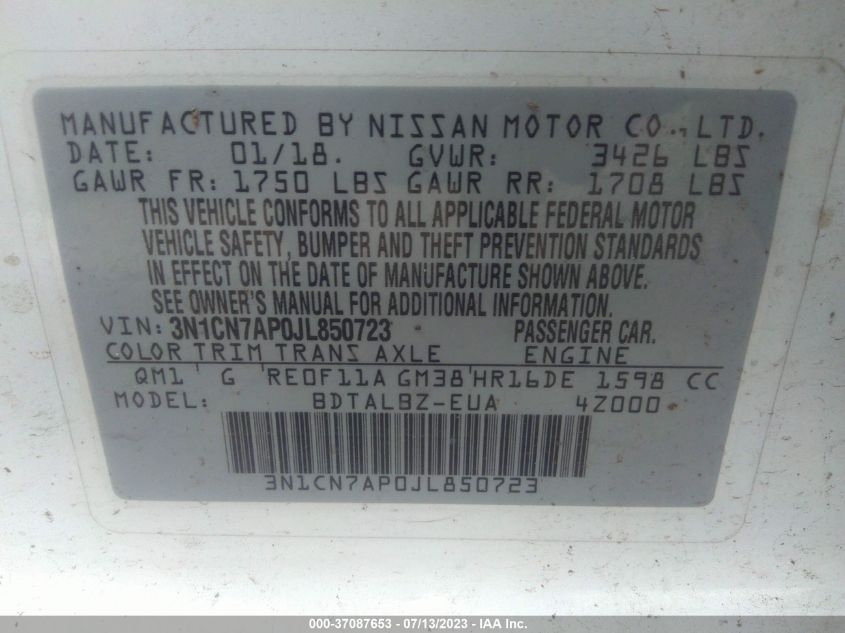 MANUFACTURED BY NISSAN MOTOR CO., LTD.
DATE: 01/18. GVWR: 3426 LBS
GAWR FR: 1750 LBS GAWR RR: 1708 LBS
THIS VEHICLE CONFORMS TO ALL APPLICABLE FEDERAL MOTOR
VEHICLE SAFETY, BUMPER AND THEFT PREVENTION STANDARDS
IN EFFECT ON THE DATE OF MANUFACTURE SHOWN ABOVE.
SEE OWNER'S MANUAL FOR ADDITIONAL INFORMATION.
VIN: 3N1CN7AP0JL850723 PASSENGER CAR.
COLOR TRIM TRANS AXLE ENGINE
QM1 G RE0F11A GM38 HR16DE 1598 CC
MODEL: BDTALBZ-EUA 4Z000
3N1CN7AP0JL850723
000-37087653 - 07/13/2023 - IAA, Inc.